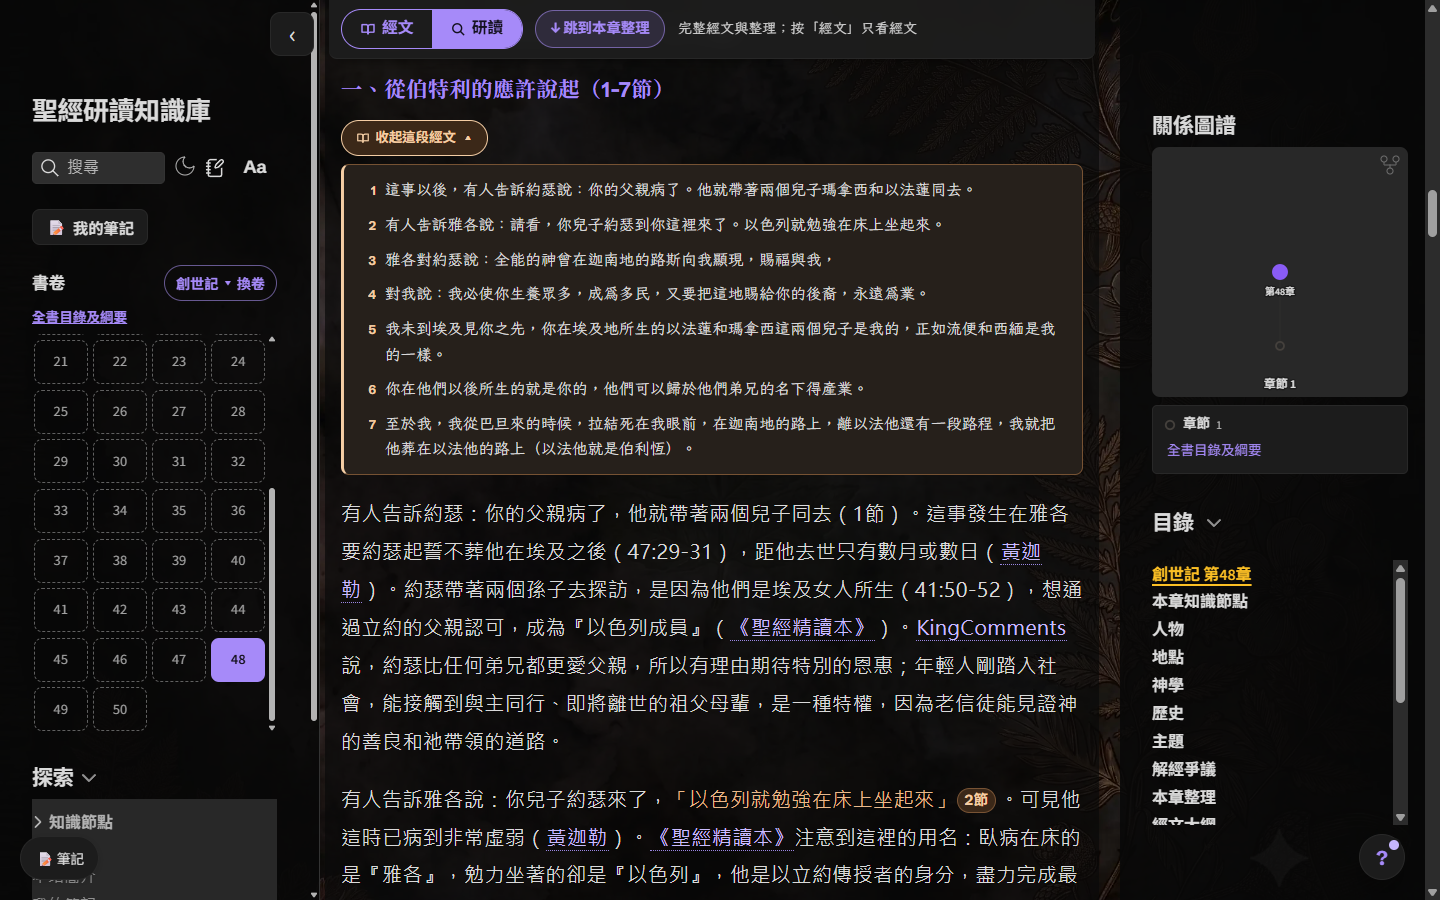 聖經研讀知識庫
搜尋
Aa
我的筆記
書卷
創世記 ▾ 換卷
全書目錄及綱要
21 22 23 24
25 26 27 28
29 30 31 32
33 34 35 36
37 38 39 40
41 42 43 44
45 46 47 48
49 50
探索
知識節點
筆記
經文 研讀 ↓跳到本章整理 完整經文與整理；按「經文」只看經文
一、從伯特利的應許說起（1-7節）
收起這段經文 ▲
1 這事以後，有人告訴約瑟說：你的父親病了。他就帶著兩個兒子瑪拿西和以法蓮同去。
2 有人告訴雅各說：請看，你兒子約瑟到你這裡來了。以色列就勉強在床上坐起來。
3 雅各對約瑟說：全能的神曾在迦南地的路斯向我顯現，賜福與我，
4 對我說：我必使你生養眾多，成為多民，又要把這地賜給你的後裔，永遠為業。
5 我未到埃及見你之先，你在埃及地所生的以法蓮和瑪拿西這兩個兒子是我的，正如流便和西緬是我
的一樣。
6 你在他們以後所生的就是你的，他們可以歸於他們弟兄的名下得產業。
7 至於我，我從巴旦來的時候，拉結死在我眼前，在迦南地的路上，離以法他還有一段路程，我就把
他葬在以法他的路上（以法他就是伯利恆）。
有人告訴約瑟：你的父親病了，他就帶著兩個兒子同去（1節）。這事發生在雅各
要約瑟起誓不葬他在埃及之後（47:29-31），距他去世只有數月或數日（黃迦
勒）。約瑟帶著兩個孫子去探訪，是因為他們是埃及女人所生（41:50-52），想通
過立約的父親認可，成為『以色列成員』（《聖經精讀本》）。KingComments
說，約瑟比任何弟兄都更愛父親，所以有理由期待特別的恩惠；年輕人剛踏入社
會，能接觸到與主同行、即將離世的祖父母輩，是一種特權，因為老信徒能見證神
的善良和祂帶領的道路。
有人告訴雅各說：你兒子約瑟來了，「以色列就勉強在床上坐起來」2節。可見他
這時已病到非常虛弱（黃迦勒）。《聖經精讀本》注意到這裡的用名：臥病在床的
是『雅各』，勉力坐著的卻是『以色列』，他是以立約傳授者的身分，盡力完成最
關係圖譜
第48章
章節 1
章節 1
全書目錄及綱要
目錄
創世記 第48章
本章知識節點
人物
地點
神學
歷史
主題
解經爭議
本章整理
經文大綱
?